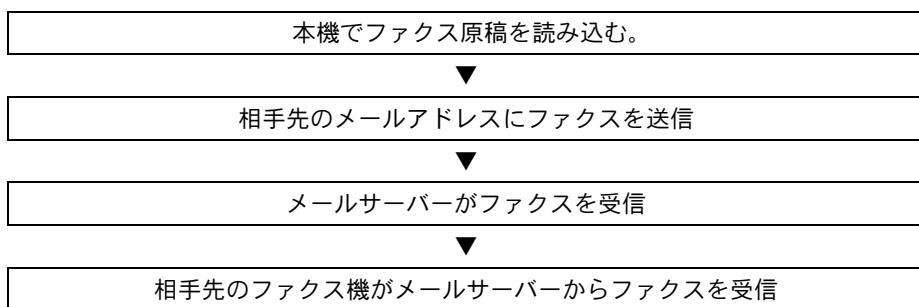 本機でファクス原稿を読み込む。
▼
相手先のメールアドレスにファクスを送信
▼
メールサーバーがファクスを受信
▼
相手先のファクス機がメールサーバーからファクスを受信